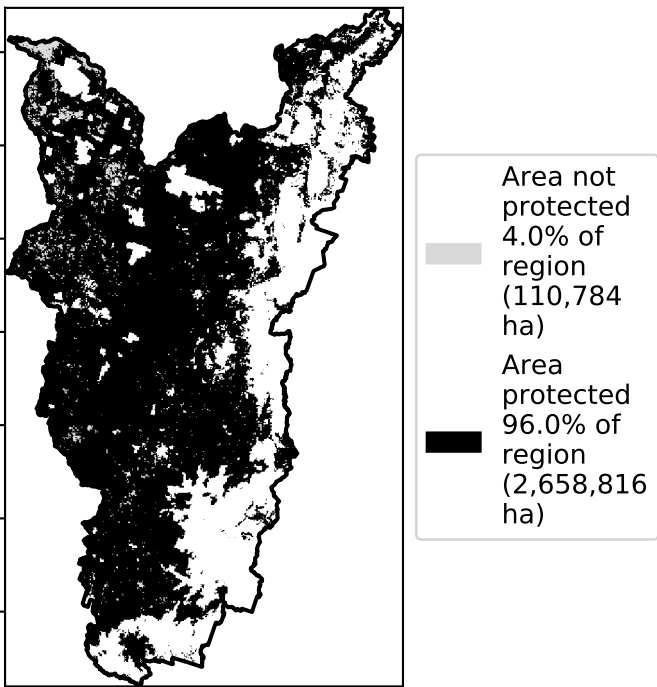 Area not
protected
4.0% of
region
(110,784
ha)
Area
protected
96.0% of
region
(2,658,816
ha)